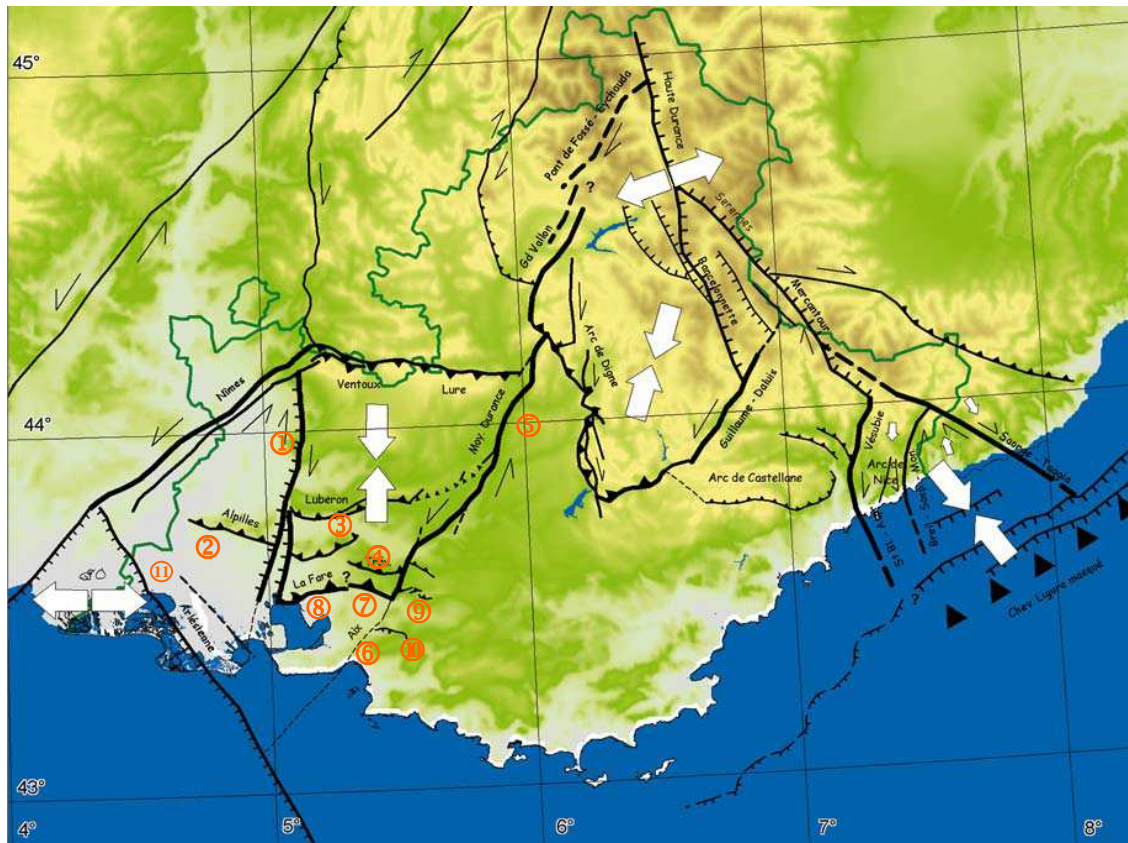 45°
Haute Durance
Pont de Fossé - Eychauda
?
Serennes
Gd Vallon
Barcelonnette
Mercantour
Arc de Digne
Nîmes
Ventoux
Lure
44°
①
Moy. Durance
⑤
Guillaume - Daluis
Vésubie
Saorge - Taggia
Arc de Castellane
Arc de Nice
Luberon
Alpilles
③
②
④
⑪
La Fare ?
⑧
⑦
⑨
Chev Ligure masqué
Arlésienne
Aix
⑥
⑩
43°
4°
5°
6°
7°
8°